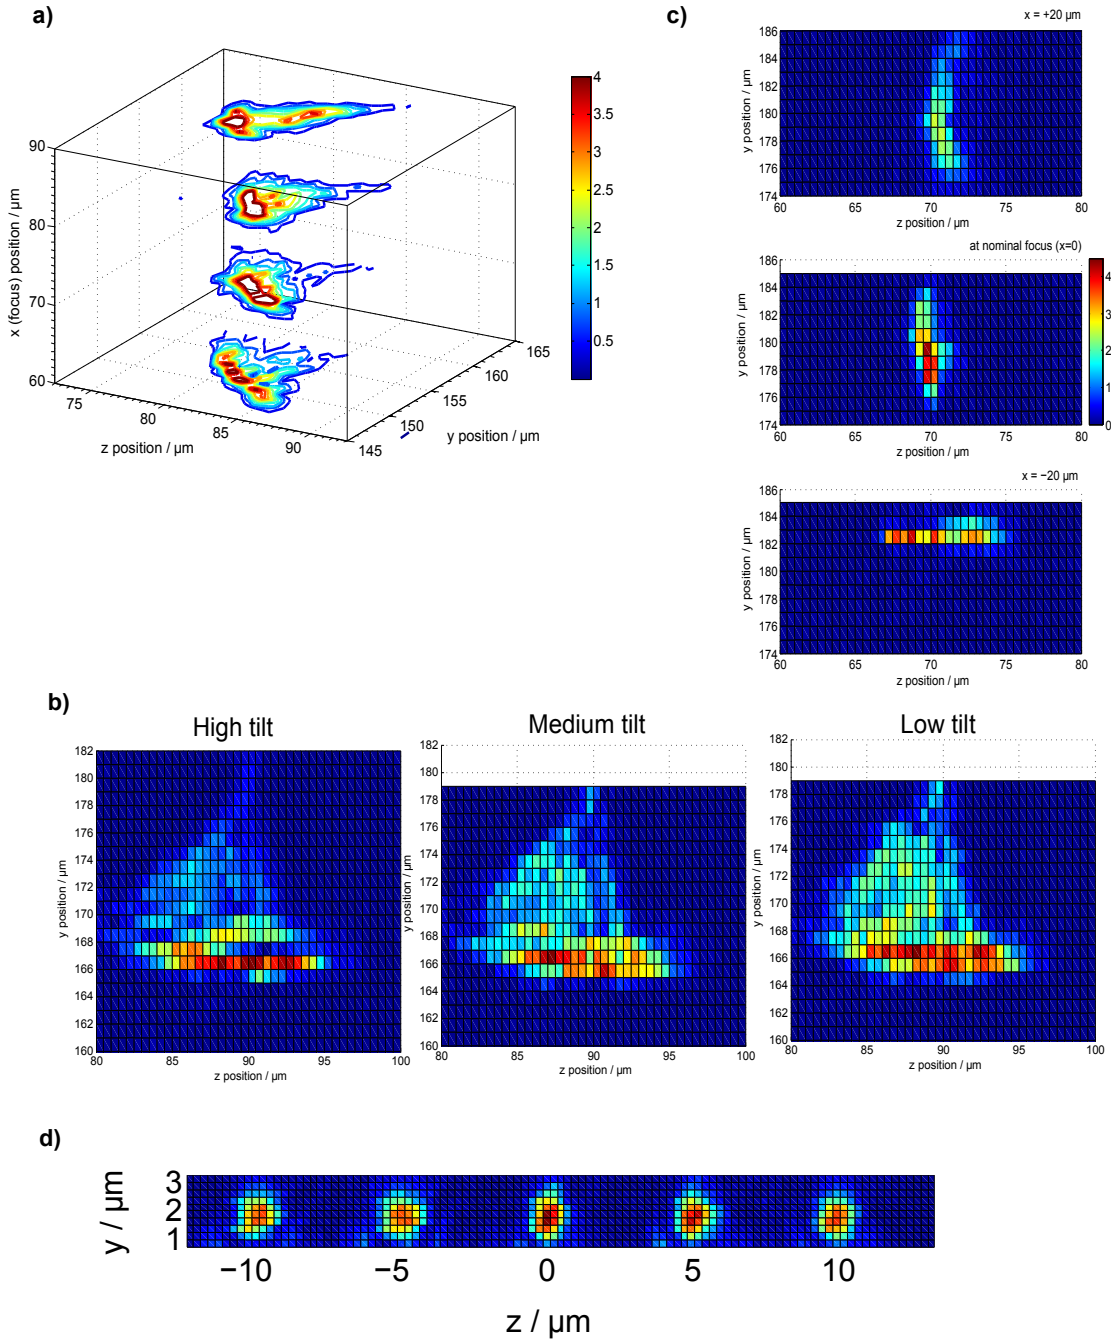 a)
90
80
70
60
x (focus) position / µm
75
80
85
90
z position / µm
145
150
155
160
165
y position / µm
4
3.5
3
2.5
2
1.5
1
0.5
c)
x = +20 µm
186
184
182
180
178
176
174
y position / µm
60 65 70 75 80
z position / µm
at nominal focus (x=0)
186
184
182
180
178
176
174
y position / µm
60 65 70 75 80
z position / µm
4
3
2
1
0
x = −20 µm
186
184
182
180
178
176
174
y position / µm
60 65 70 75 80
z position / µm
b)
High tilt
182
180
178
176
174
172
170
168
166
164
162
160
y position / µm
80 85 90 95 100
z position / µm
Medium tilt
182
180
178
176
174
172
170
168
166
164
162
160
y position / µm
80 85 90 95 100
z position / µm
Low tilt
182
180
178
176
174
172
170
168
166
164
162
160
y position / µm
80 85 90 95 100
z position / µm
d)
3
2
1
y / µm
−10 −5 0 5 10
z / µm